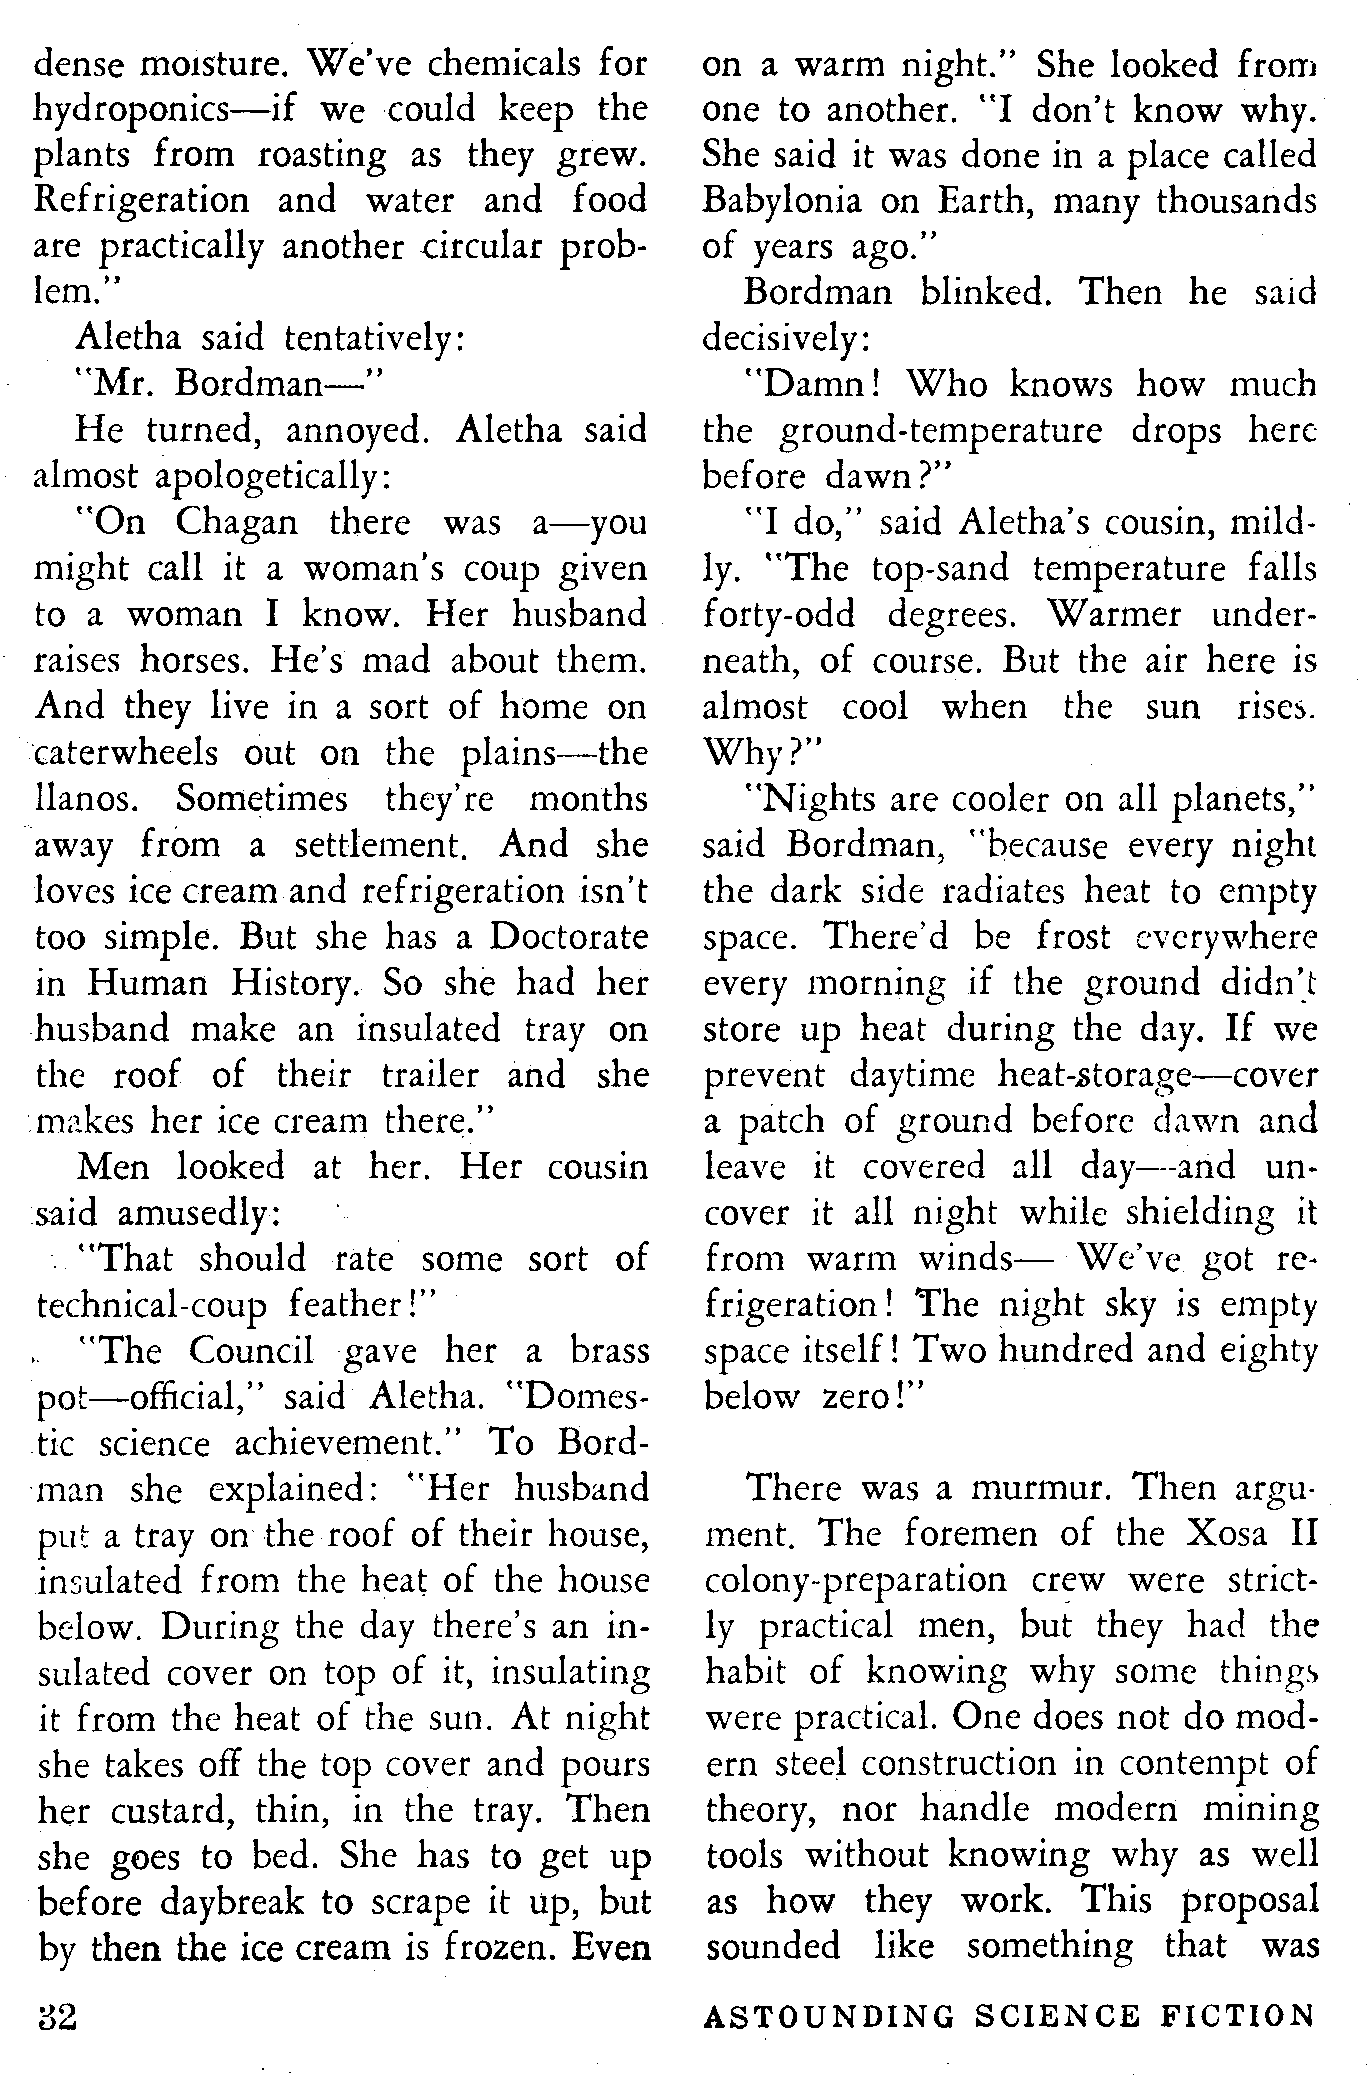 dense moisture. We've chemicals for
hydroponics—if we could keep the
plants from roasting as they grew.
Refrigeration and water and food
are practically another circular prob-
lem."
Aletha said tentatively:
"Mr. Bordman—"
He turned, annoyed. Aletha said
almost apologetically:
"On Chagan there was a—you
might call it a woman's coup given
to a woman I know. Her husband
raises horses. He's mad about them.
And they live in a sort of home on
caterwheels out on the plains—the
llanos. Sometimes they're months
away from a settlement. And she
loves ice cream and refrigeration isn't
too simple. But she has a Doctorate
in Human History. So she had her
husband make an insulated tray on
the roof of their trailer and she
makes her ice cream there."
Men looked at her. Her cousin
said amusedly:
"That should rate some sort of
technical-coup feather!"
"The Council gave her a brass
pot—official," said Aletha. "Domes-
tic science achievement." To Bord-
man she explained: "Her husband
put a tray on the roof of their house,
insulated from the heat of the house
below. During the day there's an in-
sulated cover on top of it, insulating
it from the heat of the sun. At night
she takes off the top cover and pours
her custard, thin, in the tray. Then
she goes to bed. She has to get up
before daybreak to scrape it up, but
by then the ice cream is frozen. Even
on a warm night." She looked from
one to another. "I don't know why.
She said it was done in a place called
Babylonia on Earth, many thousands
of years ago."
Bordman blinked. Then he said
decisively:
"Damn! Who knows how much
the ground-temperature drops here
before dawn?"
"I do," said Aletha's cousin, mild-
ly. "The top-sand temperature falls
forty-odd degrees. Warmer under-
neath, of course. But the air here is
almost cool when the sun rises.
Why?"
"Nights are cooler on all planets,"
said Bordman, "because every night
the dark side radiates heat to empty
space. There'd be frost everywhere
every morning if the ground didn't
store up heat during the day. If we
prevent daytime heat-storage—cover
a patch of ground before dawn and
leave it covered all day—and un-
cover it all night while shielding it
from warm winds— We've got re-
frigeration! The night sky is empty
space itself! Two hundred and eighty
below zero!"
There was a murmur. Then argu-
ment. The foremen of the Xosa II
colony-preparation crew were strict-
ly practical men, but they had the
habit of knowing why some things
were practical. One does not do mod-
ern steel construction in contempt of
theory, nor handle modern mining
tools without knowing why as well
as how they work. This proposal
sounded like something that was
32
ASTOUNDING SCIENCE FICTION